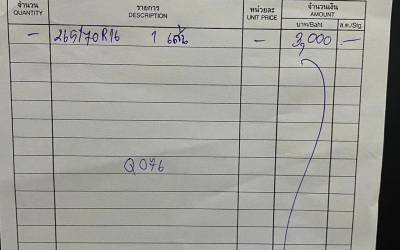 จำนวน รายการ หน่วยละ จำนวนเงิน
QUANTITY DESCRIPTION UNIT PRICE AMOUNT
บาท/Baht ส.ต./Stg.
- 265/70R16 1 เส้น - 3,000 -
Q076